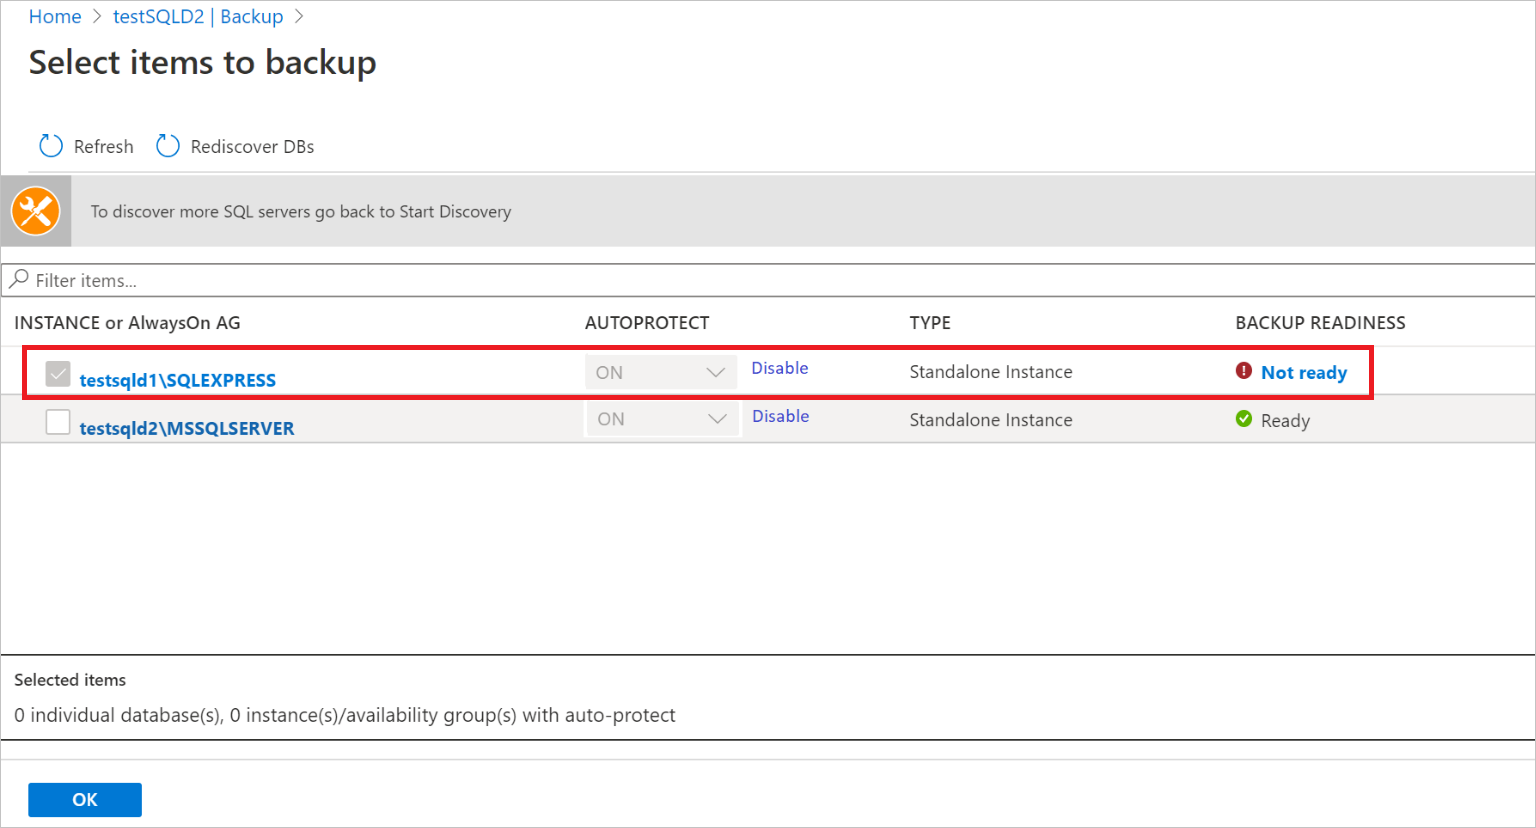 Home > testSQLD2 | Backup >
Select items to backup
Refresh Rediscover DBs
To discover more SQL servers go back to Start Discovery
Filter items...
INSTANCE or AlwaysOn AG AUTOPROTECT TYPE BACKUP READINESS
testsqld1\SQLEXPRESS ON Disable Standalone Instance Not ready
testsqld2\MSSQLSERVER ON Disable Standalone Instance Ready
Selected items
0 individual database(s), 0 instance(s)/availability group(s) with auto-protect
OK